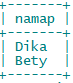 +-------+
| namap |
+-------+
| Dika  |
| Bety  |